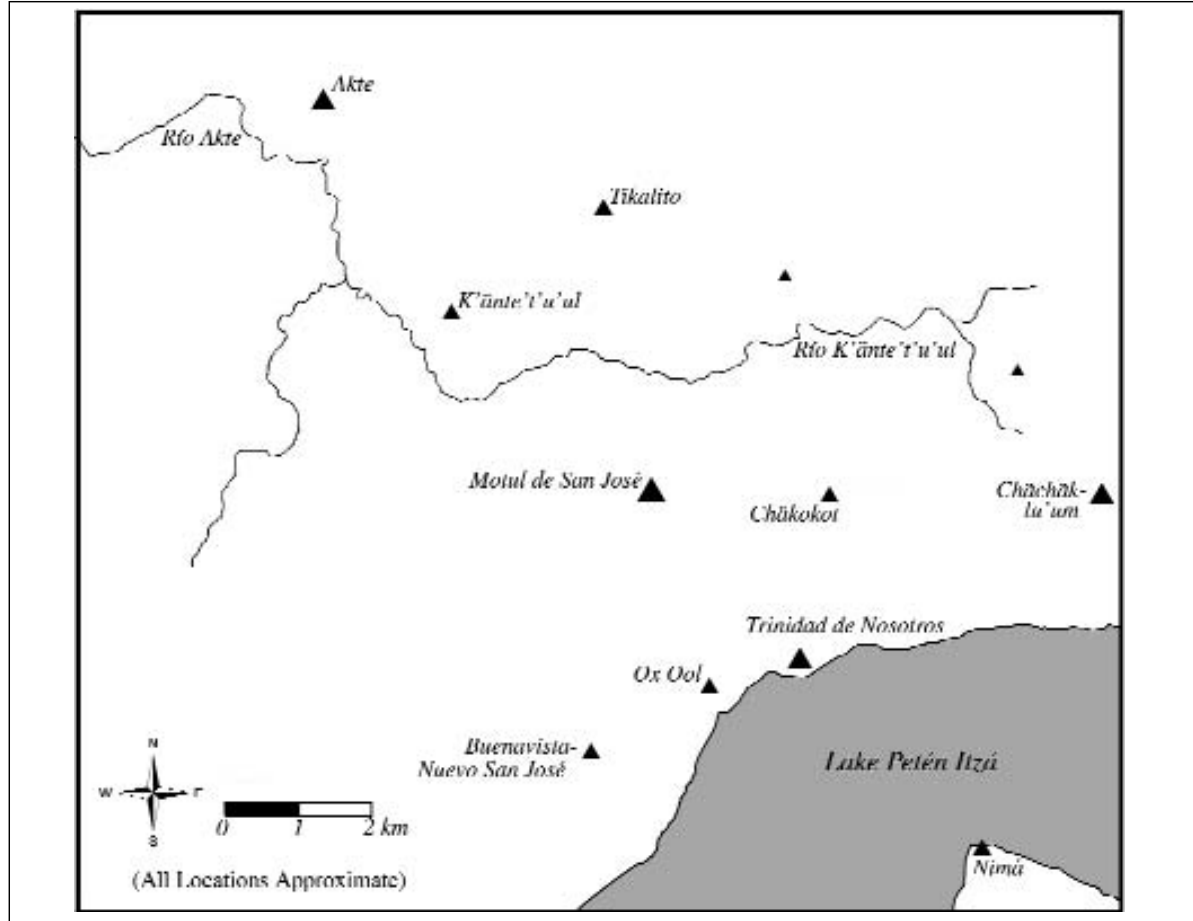 Akte
Río Akte
Tikalito
K'änte't'u'ul
Río K'änte't'u'ul
Motul de San José
Chäkokot
Chächäk-
lu'um
Trinidad de Nosotros
Ox Ool
Buenavista-
Nuevo San José
Lake Petén Itzá
N
W
S
0 1 2 km
Nimá
(All Locations Approximate)